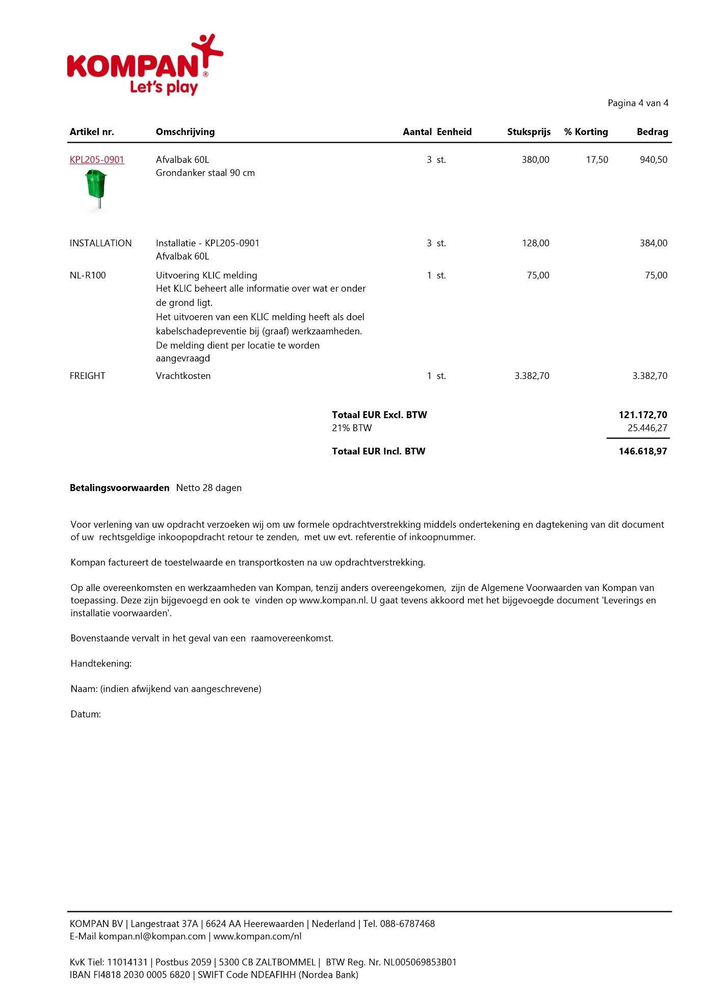 KOMPAN®
Let's play
Pagina 4 van 4
Artikel nr. Omschrijving Aantal Eenheid Stuksprijs % Korting Bedrag
KPL205-0901 Afvalbak 60L 3 st. 380,00 17,50 940,50
Grondanker staal 90 cm
INSTALLATION Installatie - KPL205-0901 3 st. 128,00 384,00
Afvalbak 60L
NL-R100 Uitvoering KLIC melding 1 st. 75,00 75,00
Het KLIC beheert alle informatie over wat er onder
de grond ligt.
Het uitvoeren van een KLIC melding heeft als doel
kabelschadepreventie bij (graaf) werkzaamheden.
De melding dient per locatie te worden
aangevraagd
FREIGHT Vrachtkosten 1 st. 3.382,70 3.382,70
Totaal EUR Excl. BTW 121.172,70
21% BTW 25.446,27
Totaal EUR Incl. BTW 146.618,97
Betalingsvoorwaarden Netto 28 dagen
Voor verlening van uw opdracht verzoeken wij om uw formele opdrachtverstrekking middels ondertekening en dagtekening van dit document
of uw rechtsgeldige inkoopopdracht retour te zenden, met uw evt. referentie of inkoopnummer.
Kompan factureert de toestelwaarde en transportkosten na uw opdrachtverstrekking.
Op alle overeenkomsten en werkzaamheden van Kompan, tenzij anders overeengekomen, zijn de Algemene Voorwaarden van Kompan van
toepassing. Deze zijn bijgevoegd en ook te vinden op www.kompan.nl. U gaat tevens akkoord met het bijgevoegde document 'Leverings en
installatie voorwaarden'.
Bovenstaande vervalt in het geval van een raamovereenkomst.
Handtekening:
Naam: (indien afwijkend van aangeschrevene)
Datum:
KOMPAN BV | Langestraat 37A | 6624 AA Heerewaarden | Nederland | Tel. 088-6787468
E-Mail kompan.nl@kompan.com | www.kompan.com/nl
KvK Tiel: 11014131 | Postbus 2059 | 5300 CB ZALTBOMMEL | BTW Reg. Nr. NL005069853B01
IBAN FI4818 2030 0005 6820 | SWIFT Code NDEAFIHH (Nordea Bank)